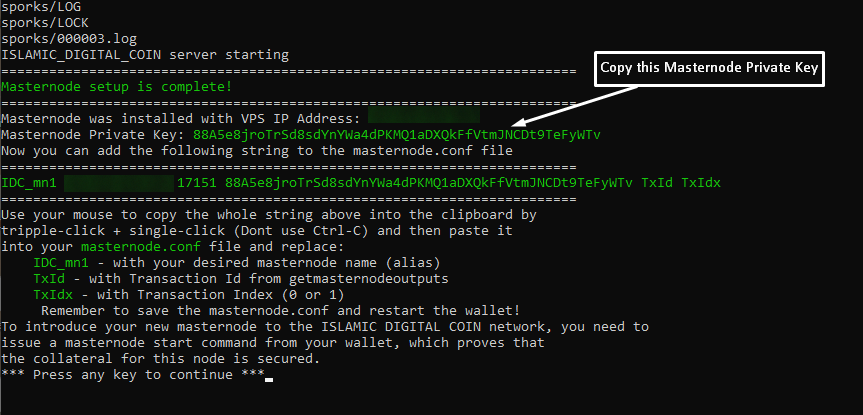 sporks/LOG
sporks/LOCK
sporks/000003.log
ISLAMIC_DIGITAL_COIN server starting
========================================================================
Masternode setup is complete!
========================================================================
Copy this Masternode Private Key
Masternode was installed with VPS IP Address:
Masternode Private Key: 88A5e8jroTrSd8sdYnYWa4dPKMQ1aDXQkFfVtmJNCDt9TeFyWTv
Now you can add the following string to the masternode.conf file
========================================================================
IDC_mn1 17151 88A5e8jroTrSd8sdYnYWa4dPKMQ1aDXQkFfVtmJNCDt9TeFyWTv TxId TxIdx
========================================================================
Use your mouse to copy the whole string above into the clipboard by
tripple-click + single-click (Dont use Ctrl-C) and then paste it
into your masternode.conf file and replace:
IDC_mn1 - with your desired masternode name (alias)
TxId - with Transaction Id from getmasternodeoutputs
TxIdx - with Transaction Index (0 or 1)
Remember to save the masternode.conf and restart the wallet!
To introduce your new masternode to the ISLAMIC DIGITAL COIN network, you need to
issue a masternode start command from your wallet, which proves that
the collateral for this node is secured.
*** Press any key to continue ***